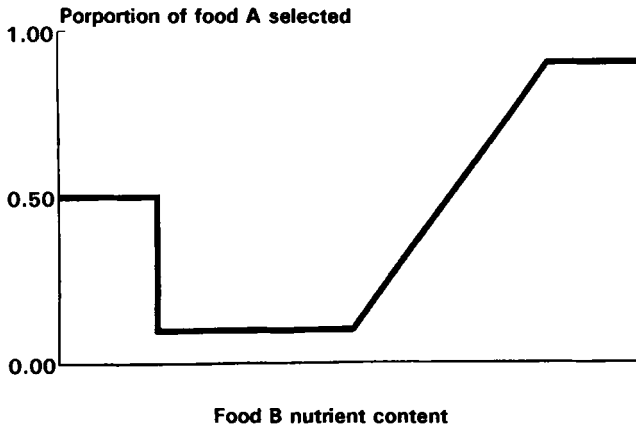 Porportion of food A selected
1.00
0.50
0.00
Food B nutrient content